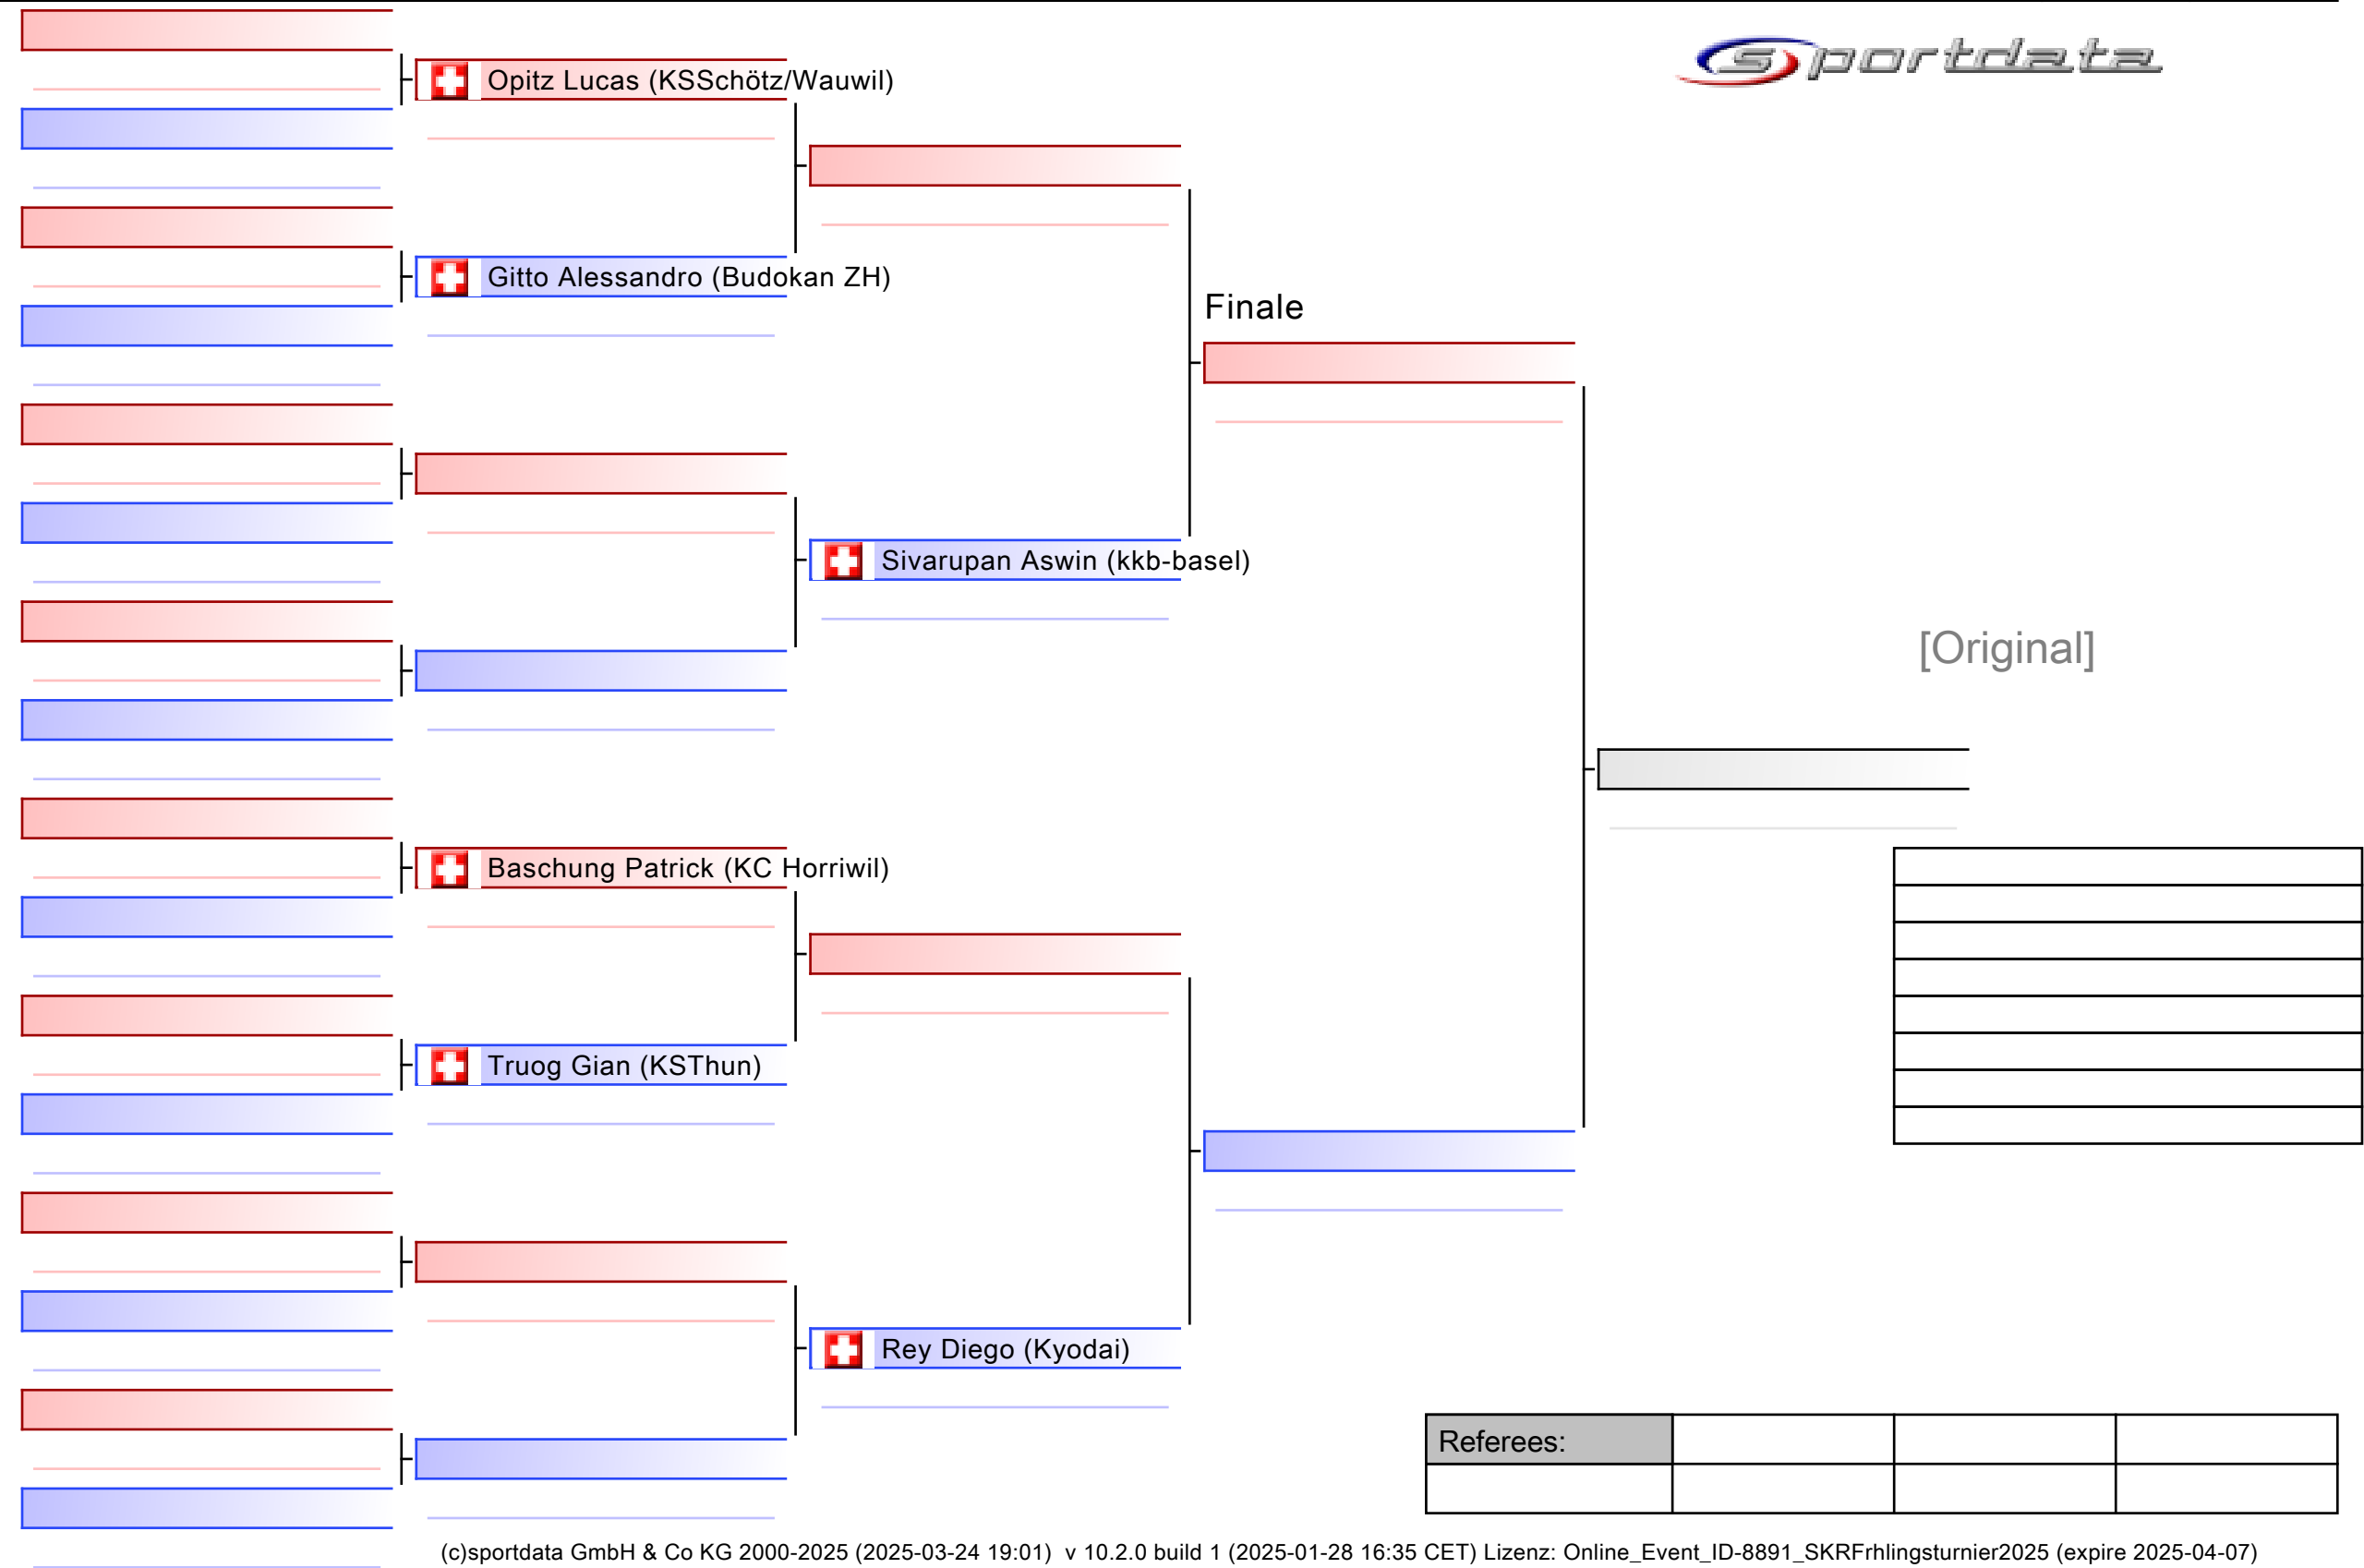 sportdata
Opitz Lucas (KSSchötz/Wauwil)
Gitto Alessandro (Budokan ZH)
Finale
Sivarupan Aswin (kkb-basel)
[Original]
Baschung Patrick (KC Horriwil)
Truog Gian (KSThun)
Rey Diego (Kyodai)
Referees:
(c)sportdata GmbH & Co KG 2000-2025 (2025-03-24 19:01) v 10.2.0 build 1 (2025-01-28 16:35 CET) Lizenz: Online_Event_ID-8891_SKRFrhlingsturnier2025 (expire 2025-04-07)